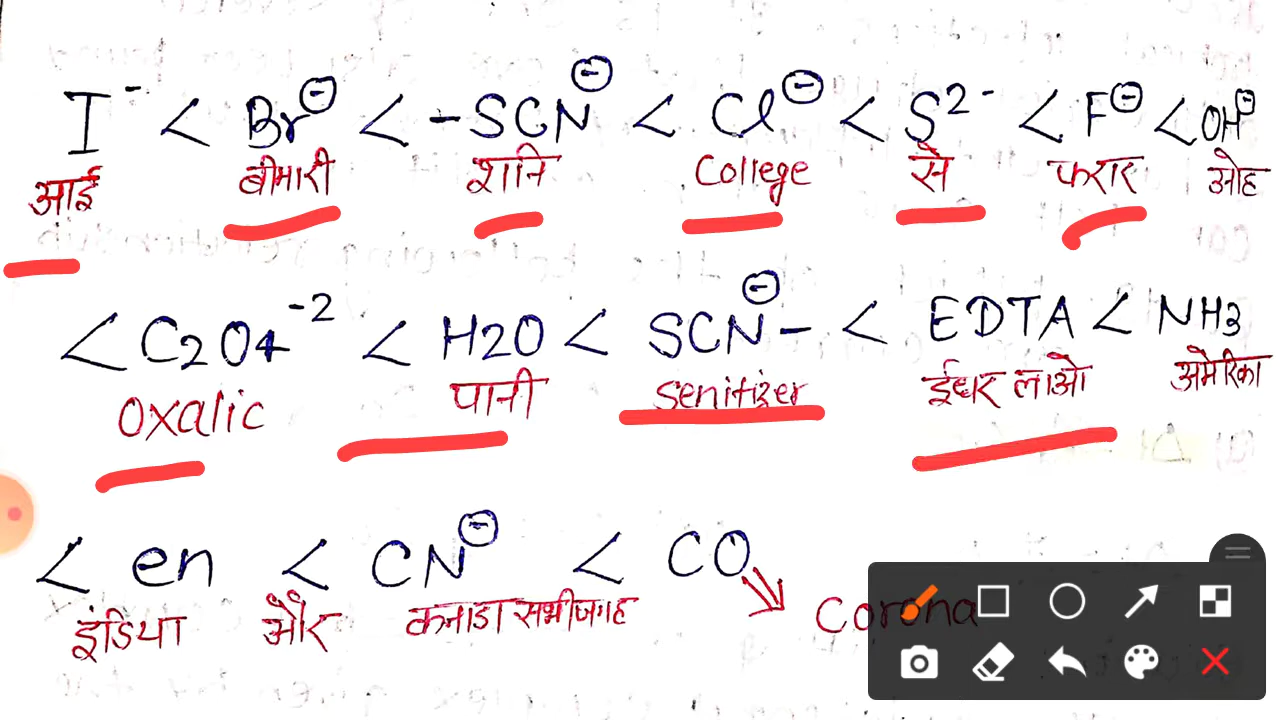 I⁻ < Br⊖ < -SCN⊖ < Cl⊖ < S²⁻ < F⊖ < OH⊖
आई बीमारी शानि College से फरार ओह
< C2O4⁻² < H2O < SCN⊖- < EDTA < NH3
oxalic पानी Senitizer ईधर लाओ अमेरिका
< en < CN⊖ < CO
इंडिया और कनाडा सभीजगह Corona